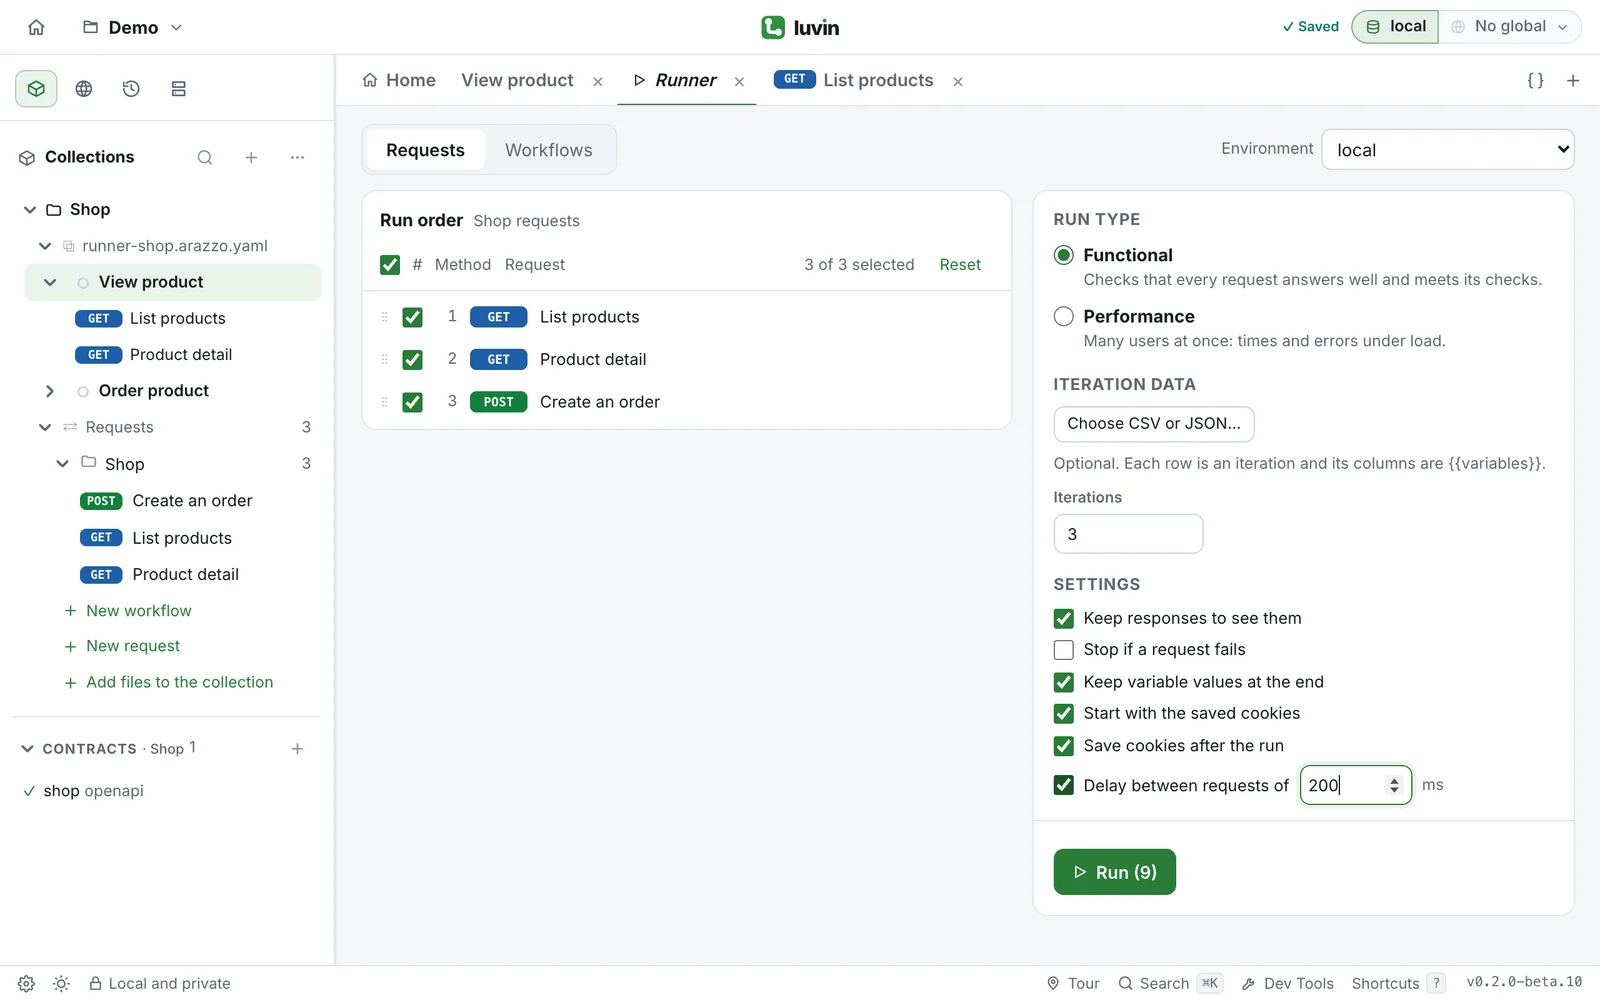 Demo
luvin
Saved
local
No global
Home
View product
Runner
GET List products
{ }
Collections
Shop
runner-shop.arazzo.yaml
View product
GET List products
GET Product detail
Order product
Requests 3
Shop 3
POST Create an order
GET List products
GET Product detail
+ New workflow
+ New request
+ Add files to the collection
CONTRACTS · Shop 1
shop openapi
Requests
Workflows
Environment local
Run order Shop requests
# Method Request 3 of 3 selected Reset
1 GET List products
2 GET Product detail
3 POST Create an order
RUN TYPE
Functional
Checks that every request answers well and meets its checks.
Performance
Many users at once: times and errors under load.
ITERATION DATA
Choose CSV or JSON...
Optional. Each row is an iteration and its columns are {{variables}}.
Iterations
3
SETTINGS
Keep responses to see them
Stop if a request fails
Keep variable values at the end
Start with the saved cookies
Save cookies after the run
Delay between requests of 200 ms
Run (9)
Local and private
Tour
Search ⌘K
Dev Tools
Shortcuts ?
v0.2.0-beta.10